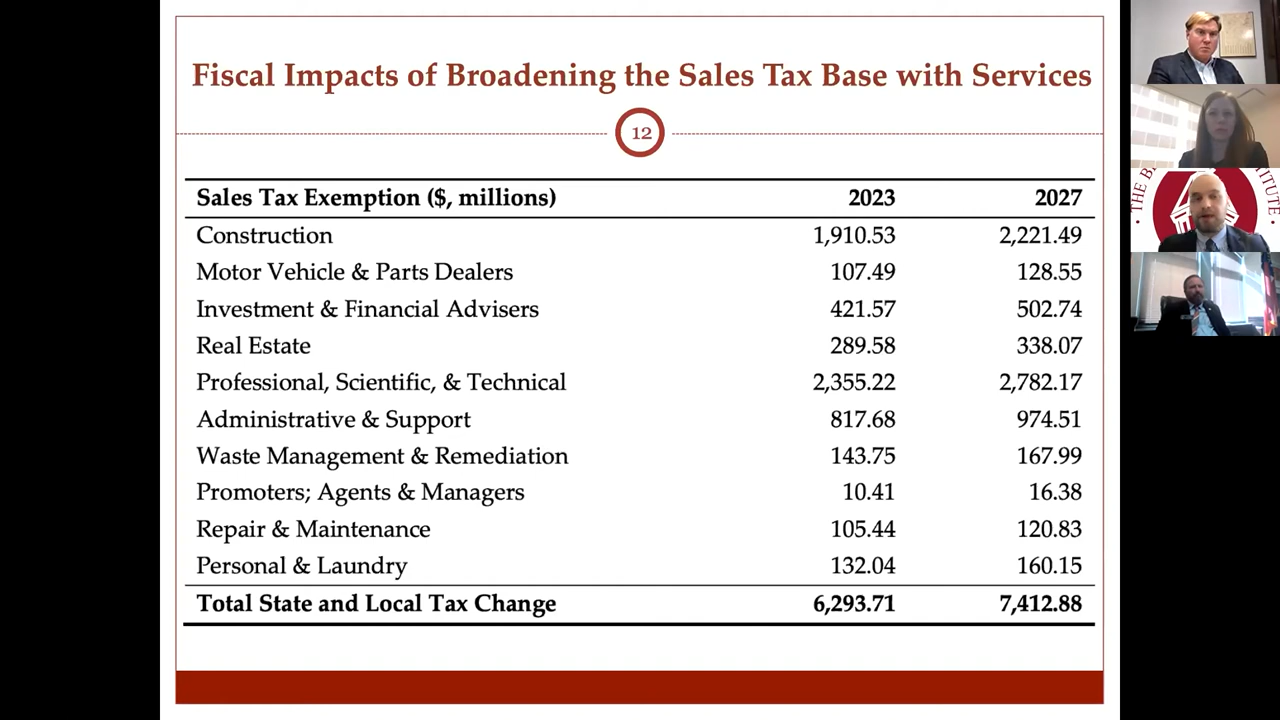 Fiscal Impacts of Broadening the Sales Tax Base with Services
12
Sales Tax Exemption ($, millions) 2023 2027
Construction 1,910.53 2,221.49
Motor Vehicle & Parts Dealers 107.49 128.55
Investment & Financial Advisers 421.57 502.74
Real Estate 289.58 338.07
Professional, Scientific, & Technical 2,355.22 2,782.17
Administrative & Support 817.68 974.51
Waste Management & Remediation 143.75 167.99
Promoters; Agents & Managers 10.41 16.38
Repair & Maintenance 105.44 120.83
Personal & Laundry 132.04 160.15
Total State and Local Tax Change 6,293.71 7,412.88
THE B